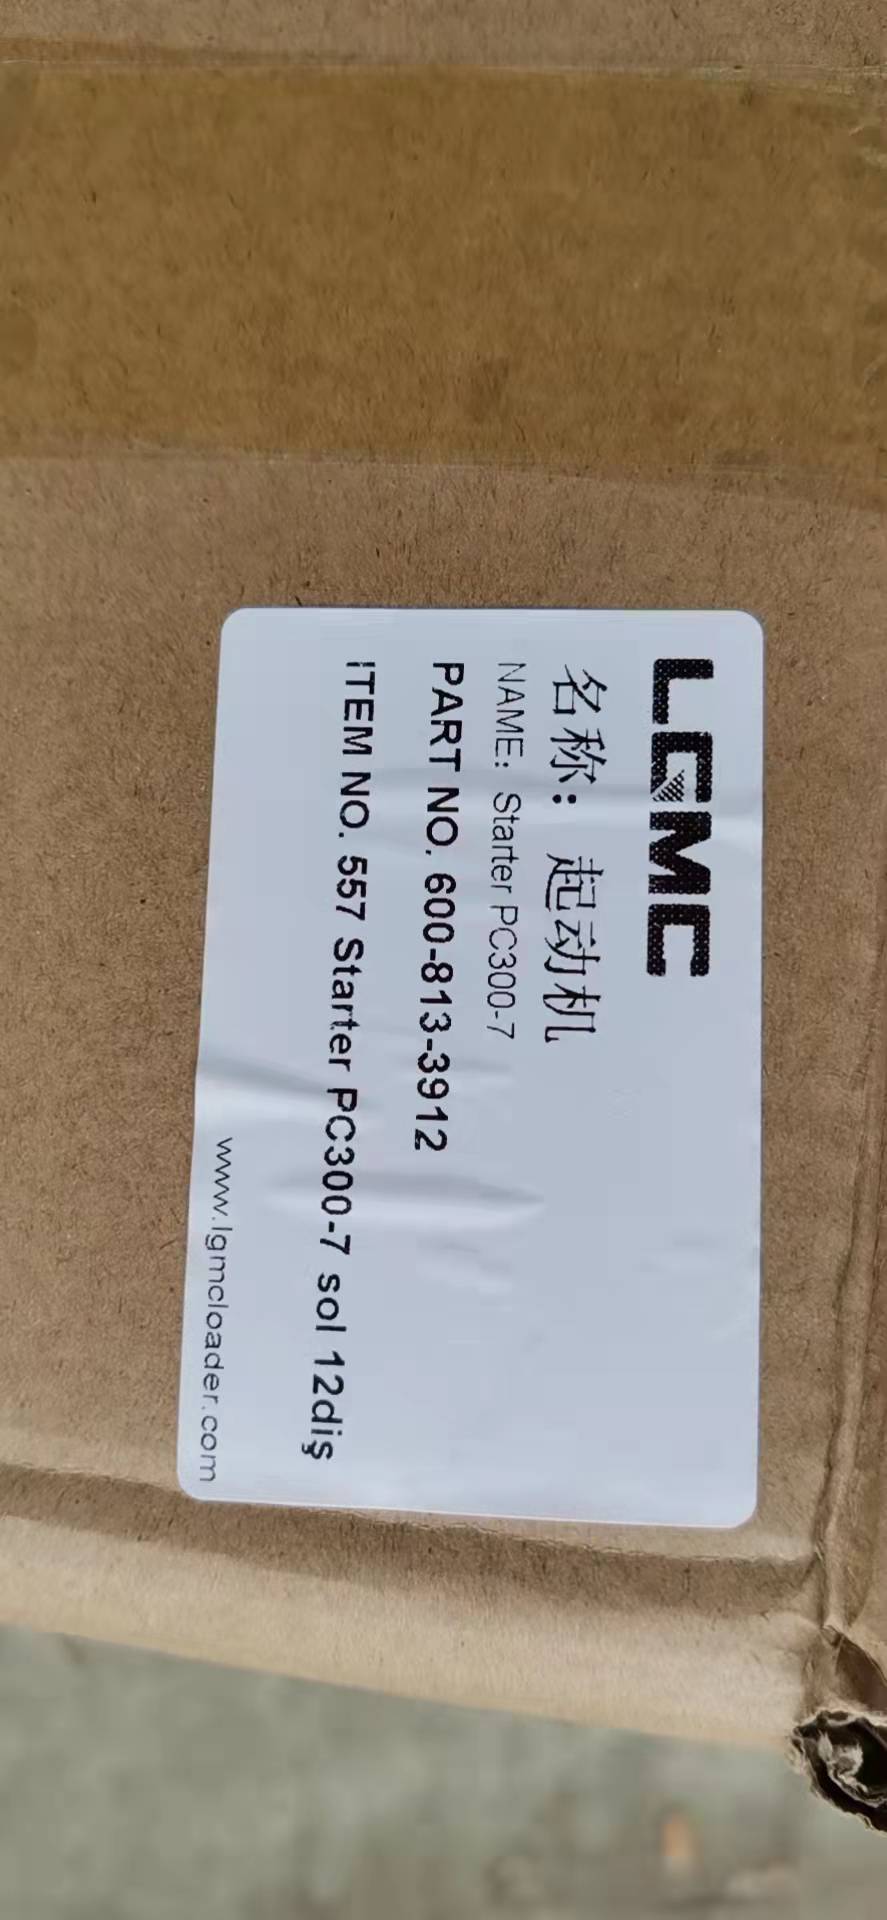 LGMC
名称：起动机
NAME: Starter PC300-7
PART NO. 600-813-3912
ITEM NO. 557 Starter PC300-7 sol 12diş
www.lgmcloader.com